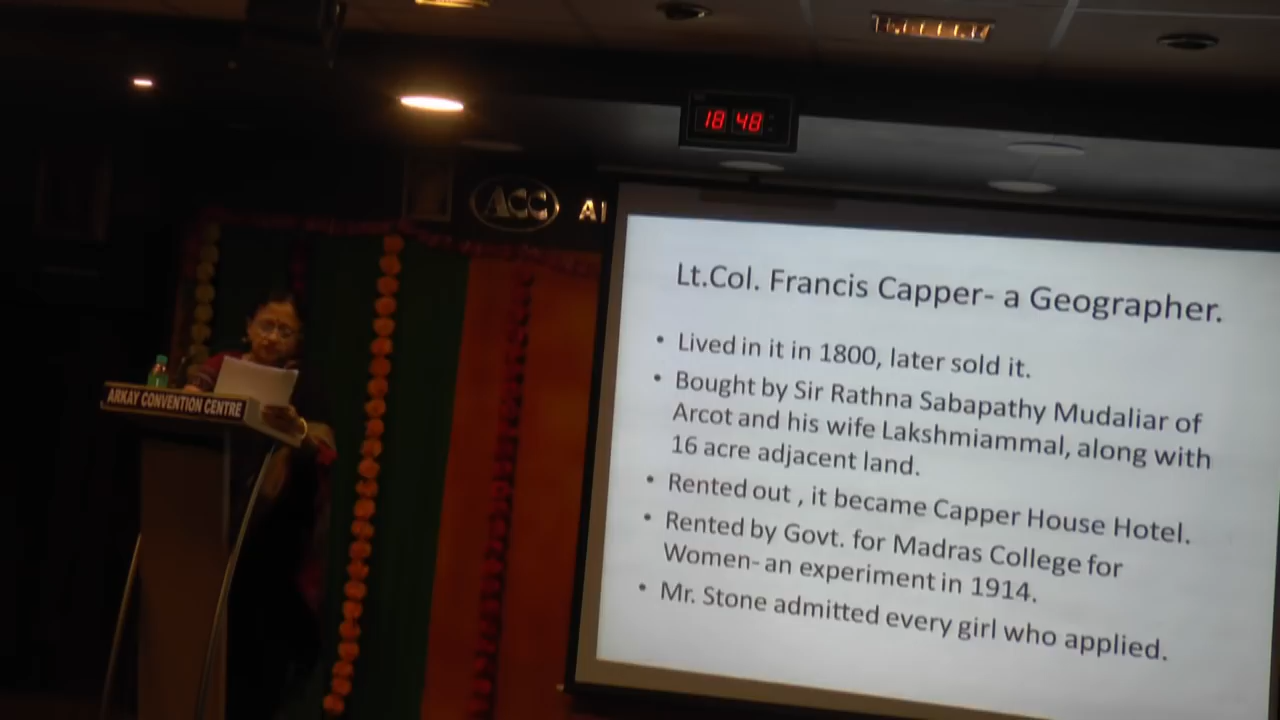 18 48
ACC
AI
ARKAY CONVENTION CENTRE
Lt.Col. Francis Capper- a Geographer.
• Lived in it in 1800, later sold it.
• Bought by Sir Rathna Sabapathy Mudaliar of
Arcot and his wife Lakshmiammal, along with
16 acre adjacent land.
• Rented out , it became Capper House Hotel.
• Rented by Govt. for Madras College for
Women- an experiment in 1914.
• Mr. Stone admitted every girl who applied.